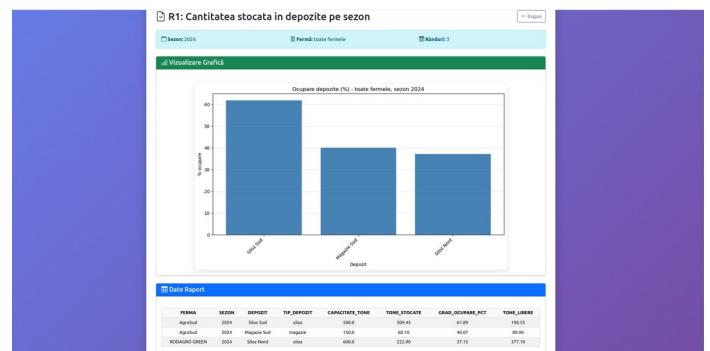 R1: Cantitatea stocata in depozite pe sezon
← Înapoi
Sezon: 2024 Fermă: toate fermele Rânduri: 3
Vizualizare Grafică
Ocupare depozite (%) - toate fermele, sezon 2024
60
50
40
30
20
10
0
% ocupare
Siloz Sud
Magazie Sud
Siloz Nord
Depozit
Date Raport
FERMA SEZON DEPOZIT TIP_DEPOZIT CAPACITATE_TONE TONE_STOCATE GRAD_OCUPARE_PCT TONE_LIBERE
AgroSud 2024 Siloz Sud siloz 500.0 309.45 61.89 190.55
AgroSud 2024 Magazie Sud magazie 150.0 60.10 40.07 89.90
RODAGRO GREEN 2024 Siloz Nord siloz 600.0 222.90 37.15 377.10